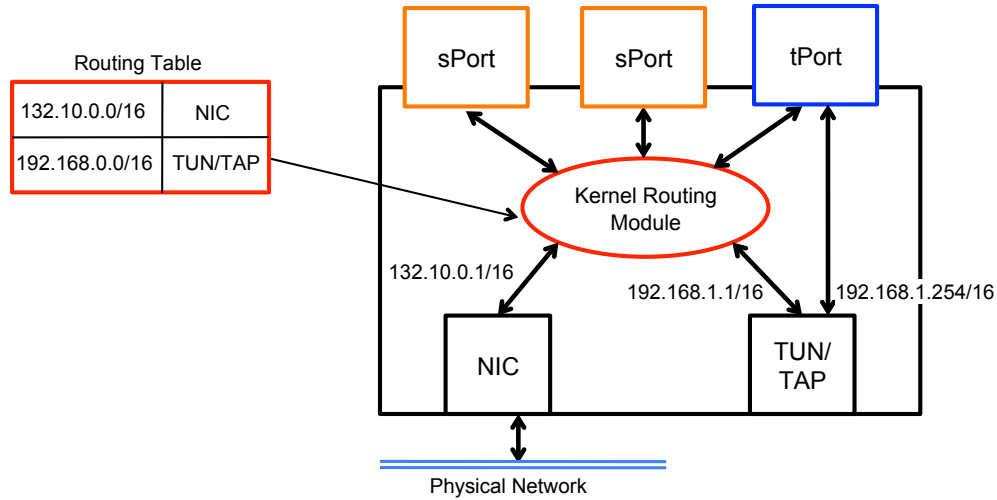 sPort
sPort
tPort
Routing Table
132.10.0.0/16
NIC
192.168.0.0/16
TUN/TAP
Kernel Routing
Module
132.10.0.1/16
192.168.1.1/16
192.168.1.254/16
NIC
TUN/
TAP
Physical Network